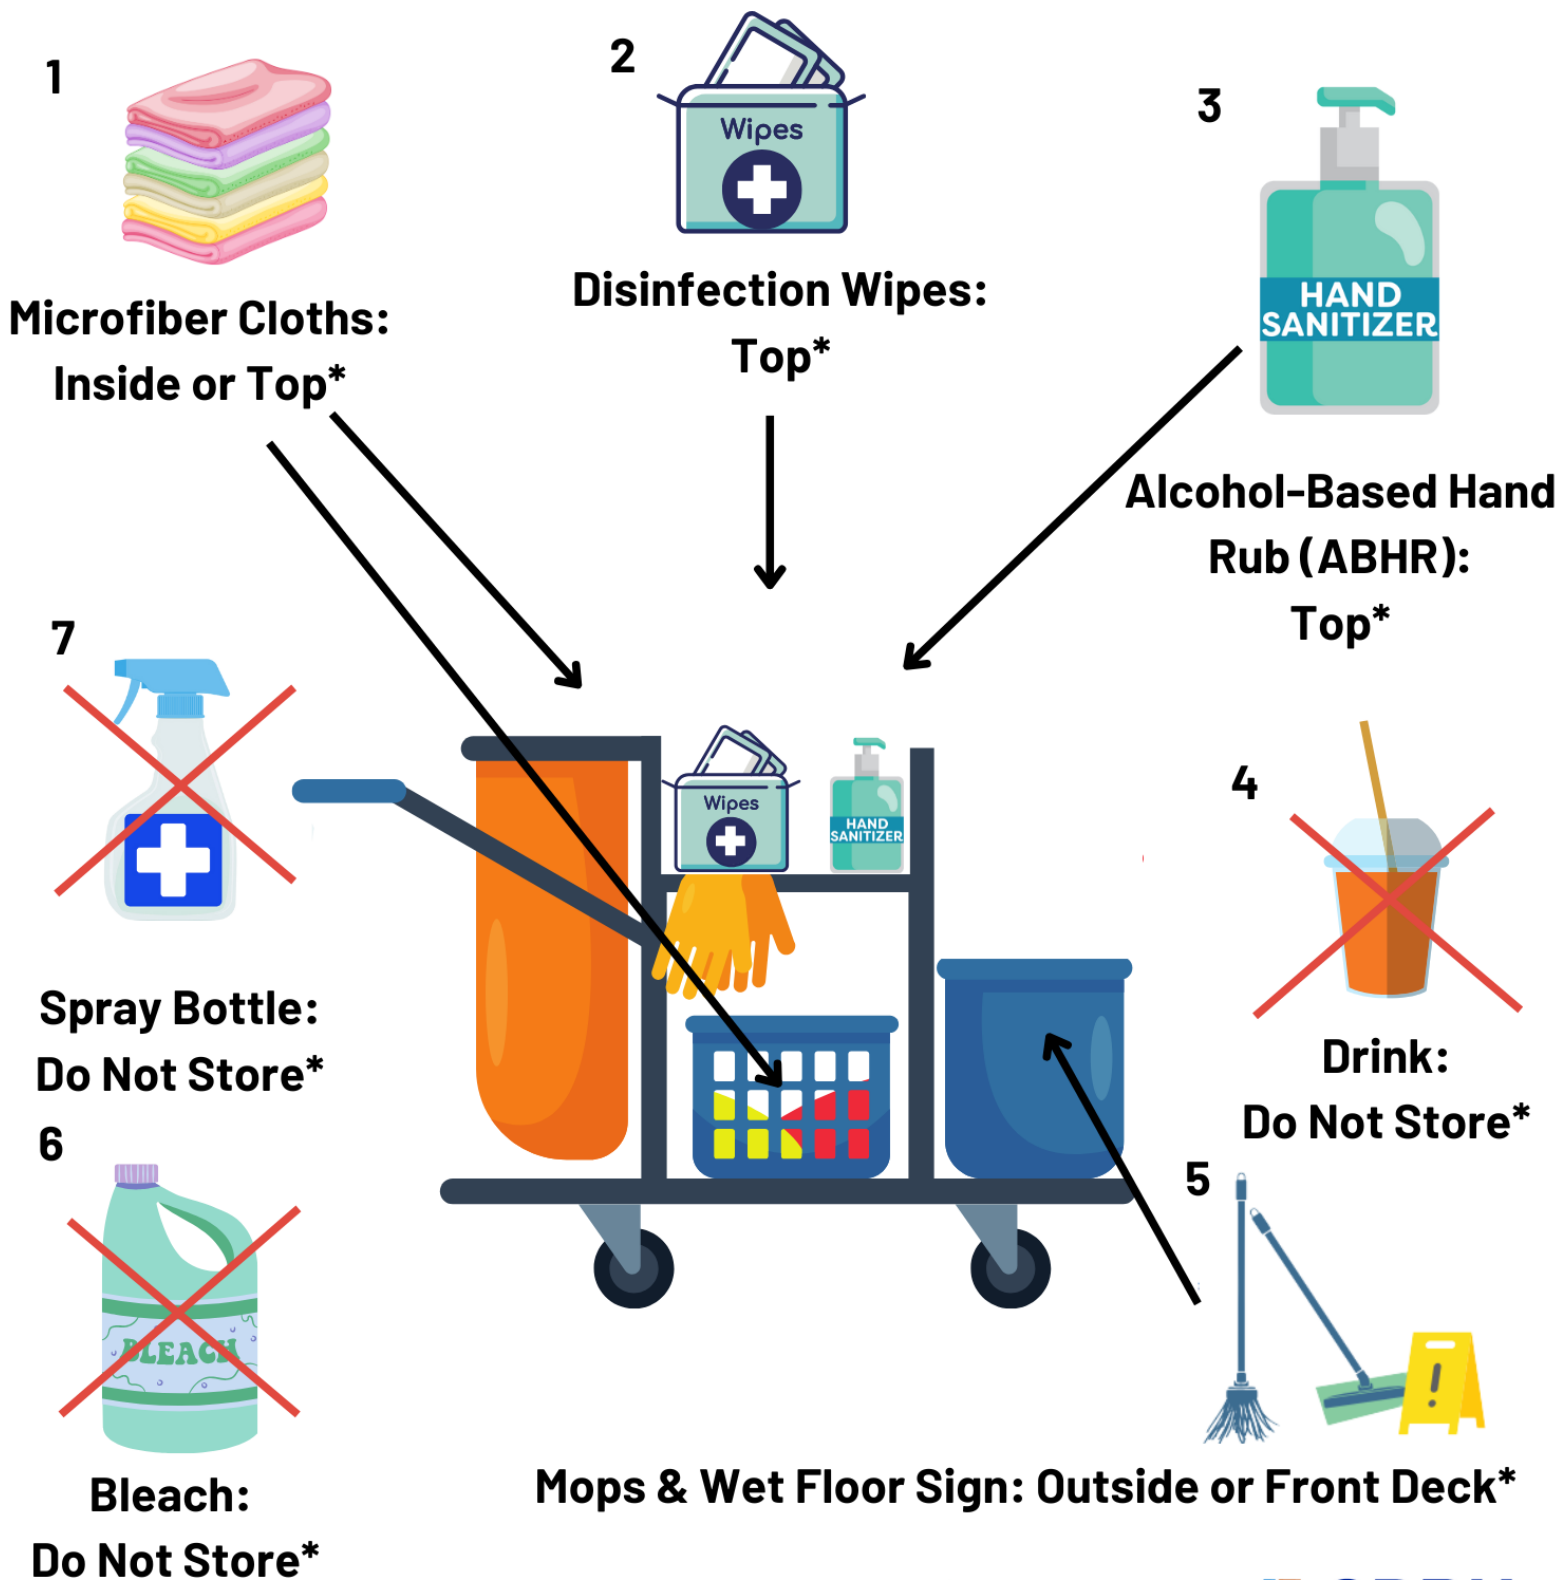 1
Microfiber Cloths:
Inside or Top*
2
Wipes
Disinfection Wipes:
Top*
3
HAND
SANITIZER
Alcohol-Based Hand
Rub (ABHR):
Top*
7
Spray Bottle:
Do Not Store*
Wipes
HAND
SANITIZER
4
Drink:
Do Not Store*
6
BLEACH
Bleach:
Do Not Store*
5
!
Mops & Wet Floor Sign: Outside or Front Deck*